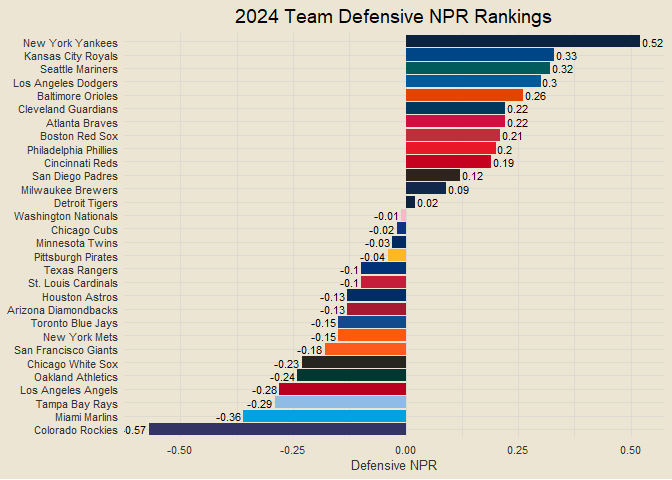 2024 Team Defensive NPR Rankings
New York Yankees 0.52
Kansas City Royals 0.33
Seattle Mariners 0.32
Los Angeles Dodgers 0.3
Baltimore Orioles 0.26
Cleveland Guardians 0.22
Atlanta Braves 0.22
Boston Red Sox 0.21
Philadelphia Phillies 0.2
Cincinnati Reds 0.19
San Diego Padres 0.12
Milwaukee Brewers 0.09
Detroit Tigers 0.02
Washington Nationals -0.01
Chicago Cubs -0.02
Minnesota Twins -0.03
Pittsburgh Pirates -0.04
Texas Rangers -0.1
St. Louis Cardinals -0.1
Houston Astros -0.13
Arizona Diamondbacks -0.13
Toronto Blue Jays -0.15
New York Mets -0.15
San Francisco Giants -0.18
Chicago White Sox -0.23
Oakland Athletics -0.24
Los Angeles Angels -0.28
Tampa Bay Rays -0.29
Miami Marlins -0.36
Colorado Rockies -0.57
-0.50 -0.25 0.00 0.25 0.50
Defensive NPR